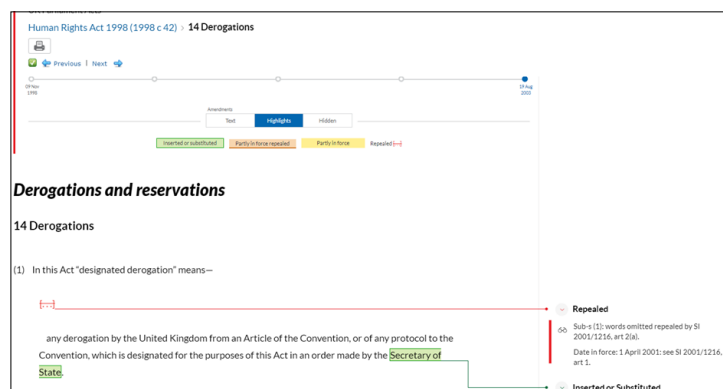 UK Parliament Acts
Human Rights Act 1998 (1998 c 42) > 14 Derogations
Previous | Next
09 Nov
1998
19 Aug
2003
Amendments
Text Highlights Hidden
Inserted or substituted Partly in force repealed Partly in force Repealed
Derogations and reservations
14 Derogations
(1) In this Act "designated derogation" means—
Repealed
Sub-s (1): words omitted repealed by SI
2001/1216, art 2(a).
Date in force: 1 April 2001: see SI 2001/1216,
art 1.
any derogation by the United Kingdom from an Article of the Convention, or of any protocol to the
Convention, which is designated for the purposes of this Act in an order made by the Secretary of
State.
Inserted or Substituted